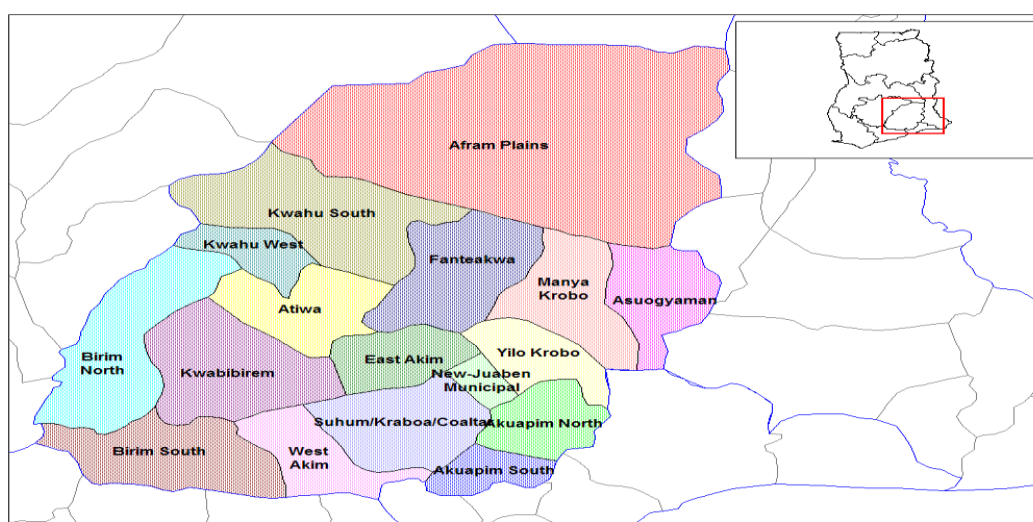 Afram Plains
Kwahu South
Kwahu West
Fanteakwa
Manya
Krobo
Asuogyaman
Atiwa
Birim
North
Kwabibirem
East Akim
Yilo Krobo
New-Juaben
Municipal
Suhum/Kraboa/Coaltar
Akuapim North
Birim South
West
Akim
Akuapim South